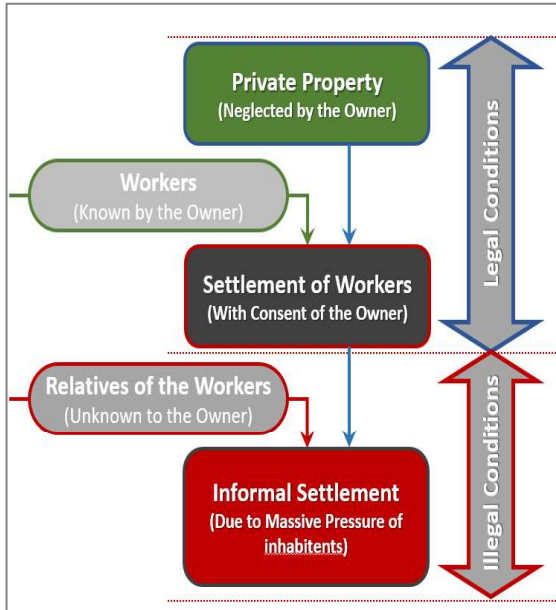 Private Property
(Neglected by the Owner)
Workers
(Known by the Owner)
Settlement of Workers
(With Consent of the Owner)
Relatives of the Workers
(Unknown to the Owner)
Informal Settlement
(Due to Massive Pressure of
inhabitents)
Legal Conditions
Illegal Conditions